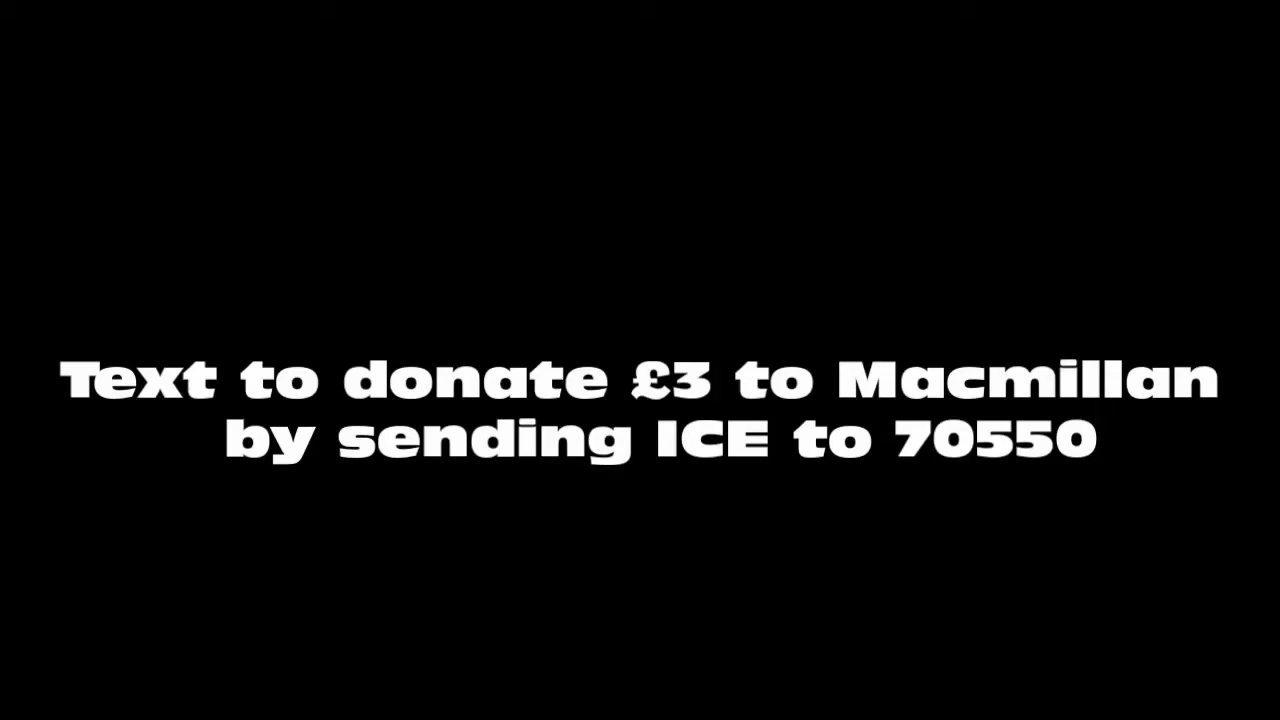 Text to donate £3 to Macmillan
by sending ICE to 70550